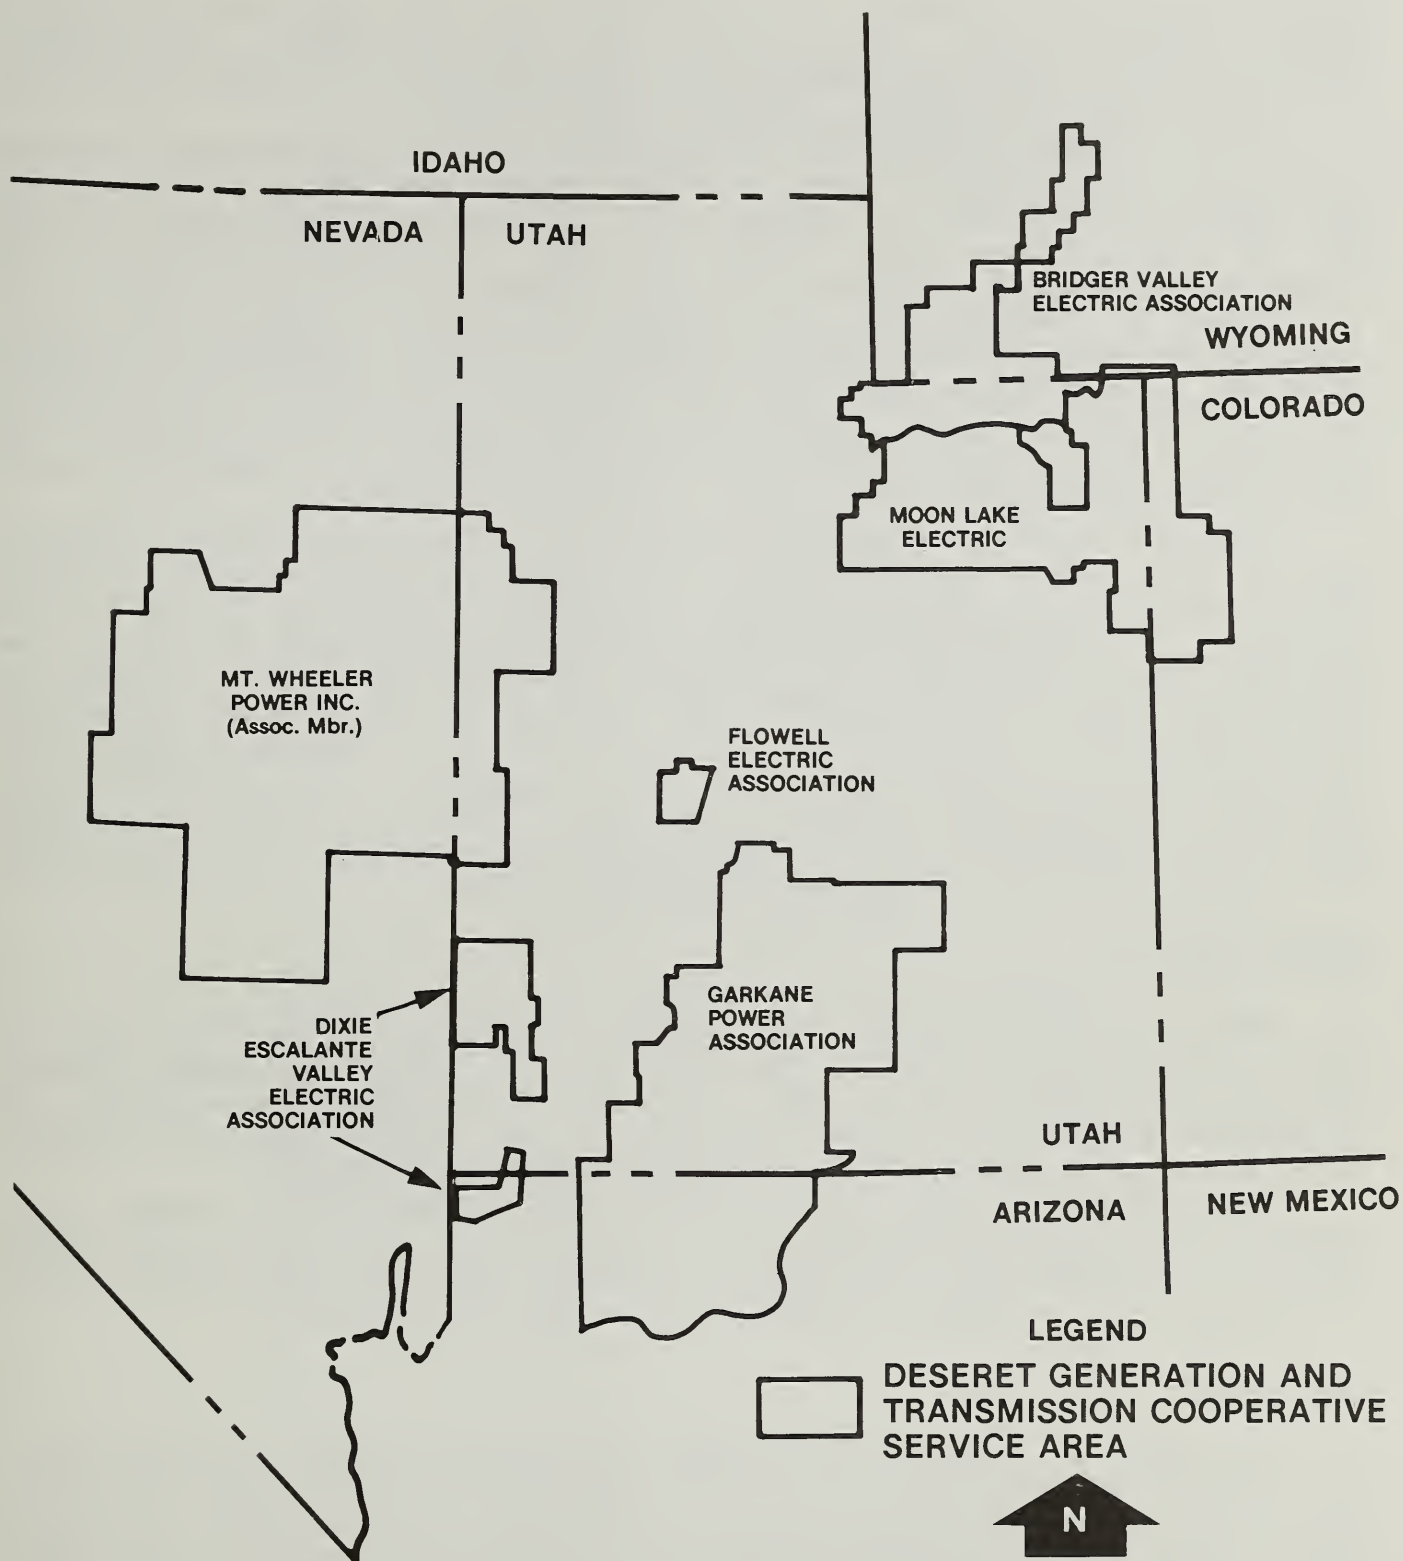 IDAHO
NEVADA
UTAH
BRIDGER VALLEY
ELECTRIC ASSOCIATION
WYOMING
COLORADO
MOON LAKE
ELECTRIC
MT. WHEELER
POWER INC.
(Assoc. Mbr.)
FLOWELL
ELECTRIC
ASSOCIATION
GARKANE
POWER
ASSOCIATION
DIXIE
ESCALANTE
VALLEY
ELECTRIC
ASSOCIATION
UTAH
ARIZONA
NEW MEXICO
LEGEND
DESERET GENERATION AND
TRANSMISSION COOPERATIVE
SERVICE AREA
N